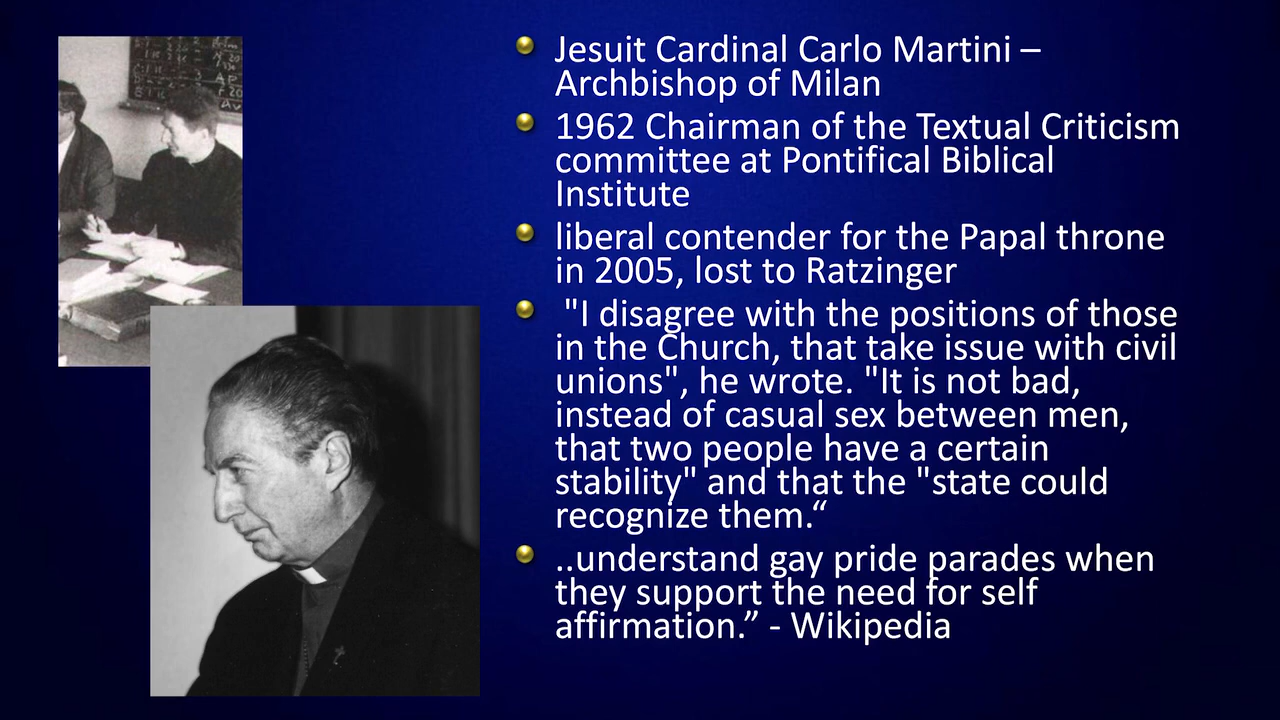 Jesuit Cardinal Carlo Martini –
Archbishop of Milan
1962 Chairman of the Textual Criticism
committee at Pontifical Biblical
Institute
liberal contender for the Papal throne
in 2005, lost to Ratzinger
"I disagree with the positions of those
in the Church, that take issue with civil
unions", he wrote. "It is not bad,
instead of casual sex between men,
that two people have a certain
stability" and that the "state could
recognize them.“
..understand gay pride parades when
they support the need for self
affirmation.” - Wikipedia